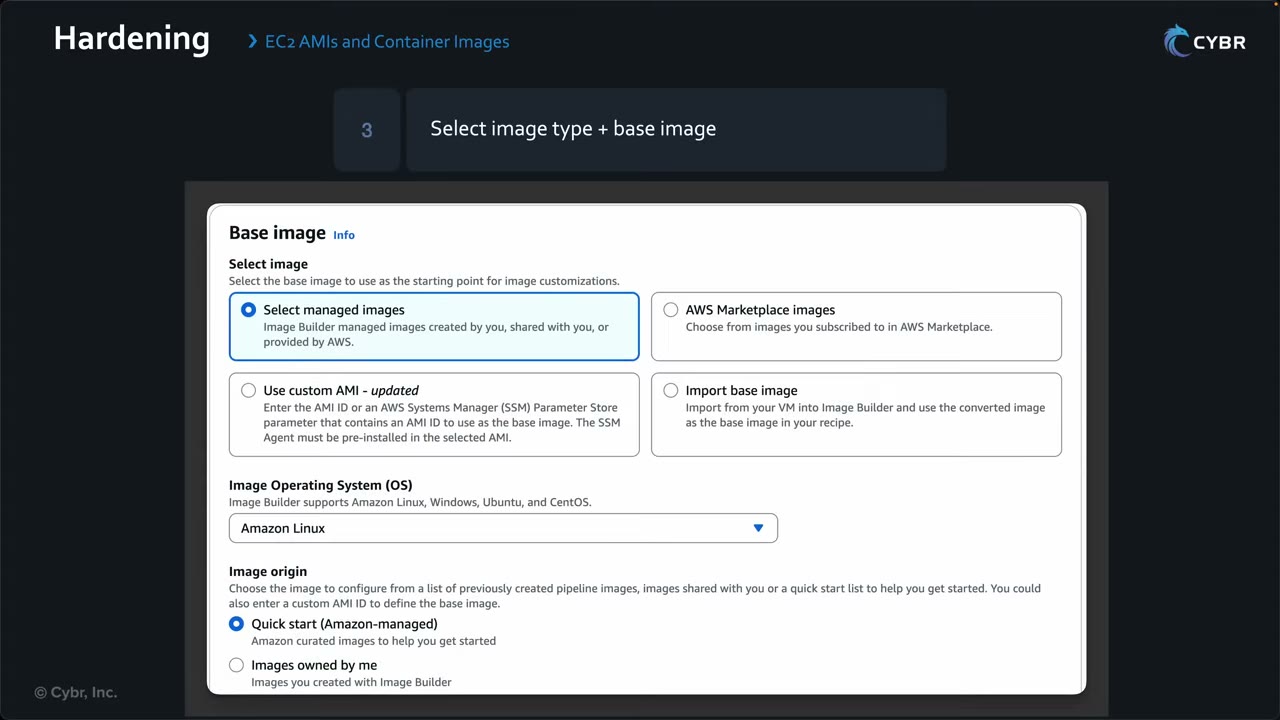 Hardening
❯ EC2 AMIs and Container Images
CYBR
3
Select image type + base image
Base image Info
Select image
Select the base image to use as the starting point for image customizations.
Select managed images
Image Builder managed images created by you, shared with you, or
provided by AWS.
AWS Marketplace images
Choose from images you subscribed to in AWS Marketplace.
Use custom AMI - updated
Enter the AMI ID or an AWS Systems Manager (SSM) Parameter Store
parameter that contains an AMI ID to use as the base image. The SSM
Agent must be pre-installed in the selected AMI.
Import base image
Import from your VM into Image Builder and use the converted image
as the base image in your recipe.
Image Operating System (OS)
Image Builder supports Amazon Linux, Windows, Ubuntu, and CentOS.
Amazon Linux
Image origin
Choose the image to configure from a list of previously created pipeline images, images shared with you or a quick start list to help you get started. You could
also enter a custom AMI ID to define the base image.
Quick start (Amazon-managed)
Amazon curated images to help you get started
Images owned by me
Images you created with Image Builder
© Cybr, Inc.